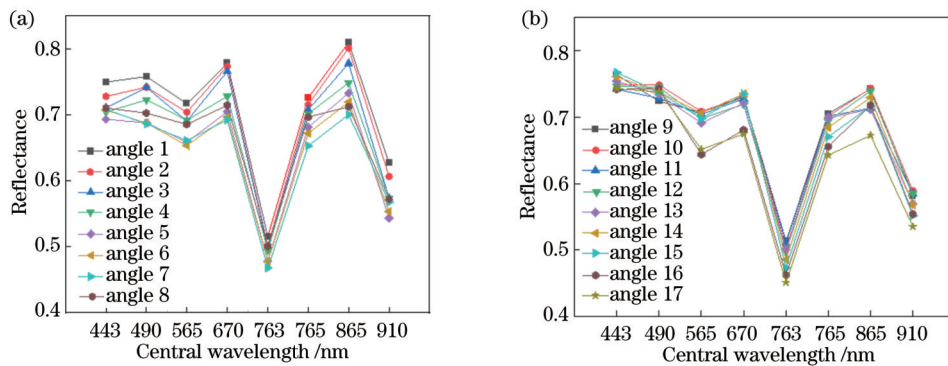 (a)
0.8
0.7
0.6
0.5
0.4
Reflectance
angle 1
angle 2
angle 3
angle 4
angle 5
angle 6
angle 7
angle 8
443 490 565 670 763 765 865 910
Central wavelength /nm
(b)
0.8
0.7
0.6
0.5
0.4
Reflectance
angle 9
angle 10
angle 11
angle 12
angle 13
angle 14
angle 15
angle 16
angle 17
443 490 565 670 763 765 865 910
Central wavelength /nm